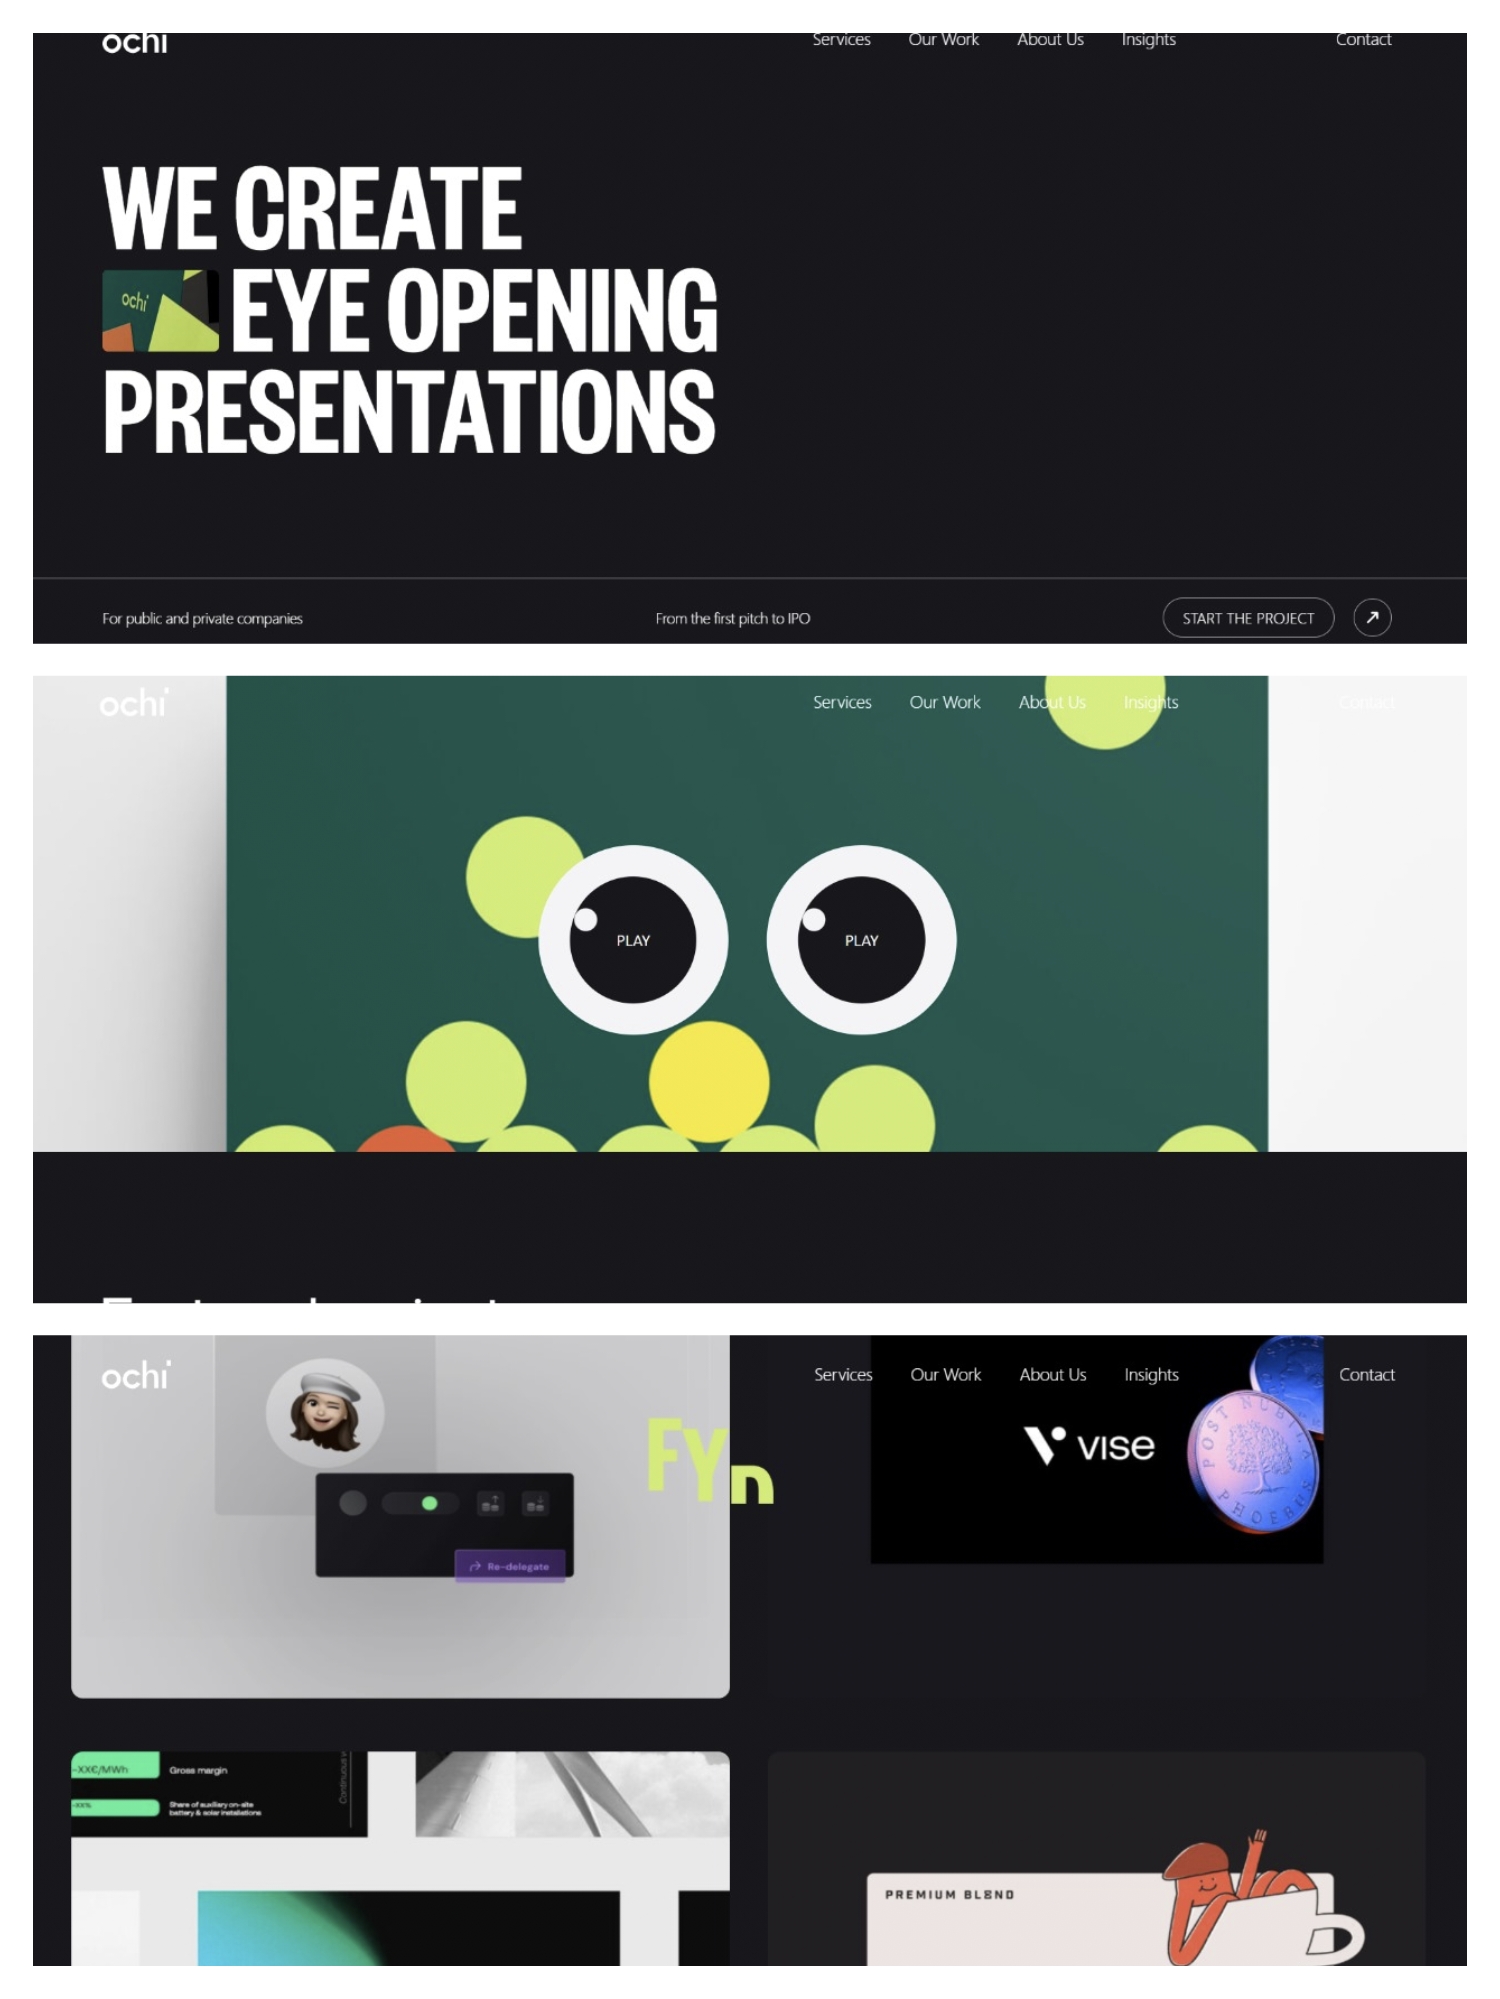 ochi
Services Our Work About Us Insights Contact
WE CREATE
ochi
EYE OPENING
PRESENTATIONS
For public and private companies
From the first pitch to IPO
START THE PROJECT
ochi
Services Our Work About Us Insights Contact
PLAY
PLAY
ochi
Services Our Work About Us Insights Contact
FYn
vise
POST NUBILA PHOEBUS
Re-delegate
-XX€/MWh
Gross margin
-XX%
Share of auxiliary on-site
battery & solar installations
PREMIUM BLEND